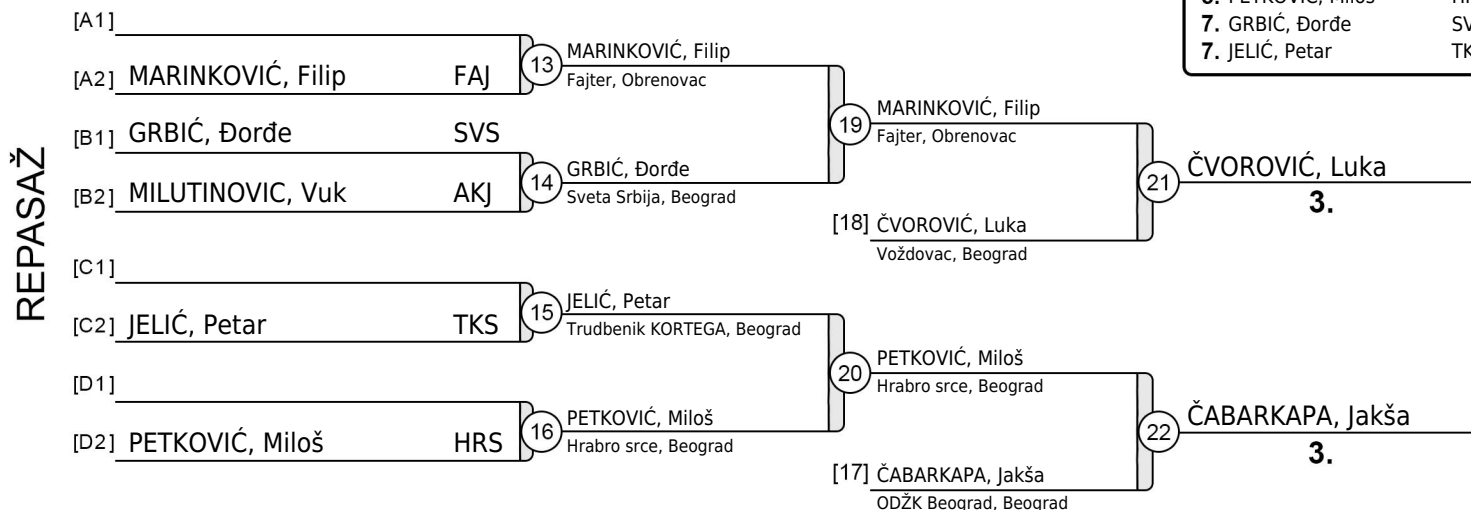 PETKOVIĆ, Miloš
7. GRBIĆ, Đorđe SV
7. JELIĆ, Petar TK
REPASAŽ
[A1]
[A2] MARINKOVIĆ, Filip FAJ
[B1] GRBIĆ, Đorđe SVS
[B2] MILUTINOVIC, Vuk AKJ
[C1]
[C2] JELIĆ, Petar TKS
[D1]
[D2] PETKOVIĆ, Miloš HRS
13 MARINKOVIĆ, Filip
Fajter, Obrenovac
14 GRBIĆ, Đorđe
Sveta Srbija, Beograd
15 JELIĆ, Petar
Trudbenik KORTEGA, Beograd
16 PETKOVIĆ, Miloš
Hrabro srce, Beograd
19 MARINKOVIĆ, Filip
Fajter, Obrenovac
[18] ČVOROVIĆ, Luka
Voždovac, Beograd
20 PETKOVIĆ, Miloš
Hrabro srce, Beograd
[17] ČABARKAPA, Jakša
ODŽK Beograd, Beograd
21 ČVOROVIĆ, Luka
3.
22 ČABARKAPA, Jakša
3.